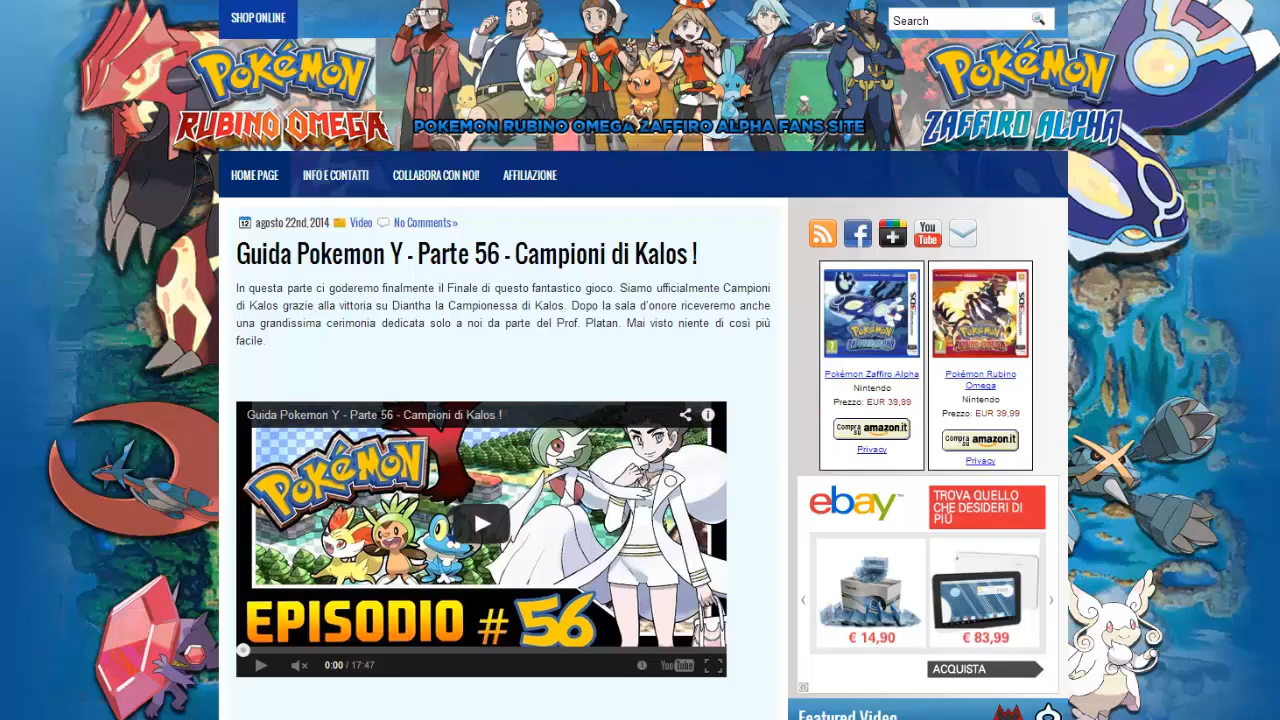 SHOP ONLINE
Search
POKÉMON
RUBINO OMEGA
POKEMON RUBINO OMEGA ZAFFIRO ALPHA FANS SITE
POKÉMON
ZAFFIRO ALPHA
HOME PAGE
INFO E CONTATTI
COLLABORA CON NOI!
AFFILIAZIONE
12
agosto 22nd, 2014
Video
No Comments »
Guida Pokemon Y - Parte 56 - Campioni di Kalos !
In questa parte ci goderemo finalmente il Finale di questo fantastico gioco. Siamo ufficialmente Campioni
di Kalos grazie alla vittoria su Diantha la Campionessa di Kalos. Dopo la sala d'onore riceveremo anche
una grandissima cerimonia dedicata solo a noi da parte del Prof. Platan. Mai visto niente di così più
facile
Guida Pokemon Y - Parte 56 - Campioni di Kalos !
POKÉMON
EPISODIO # 56
0:00 / 17:47
YouTube
You
Tube
Pokémon Zaffiro Alpha
Nintendo
Prezzo: EUR 39,99
Compra su amazon.it
Privacy
Pokémon Rubino
Omega
Nintendo
Prezzo: EUR 39,99
Compra su amazon.it
Privacy
ebay
TROVA QUELLO
CHE DESIDERI DI
PIÙ
€ 14,90
€ 83,99
ACQUISTA
Featured Video